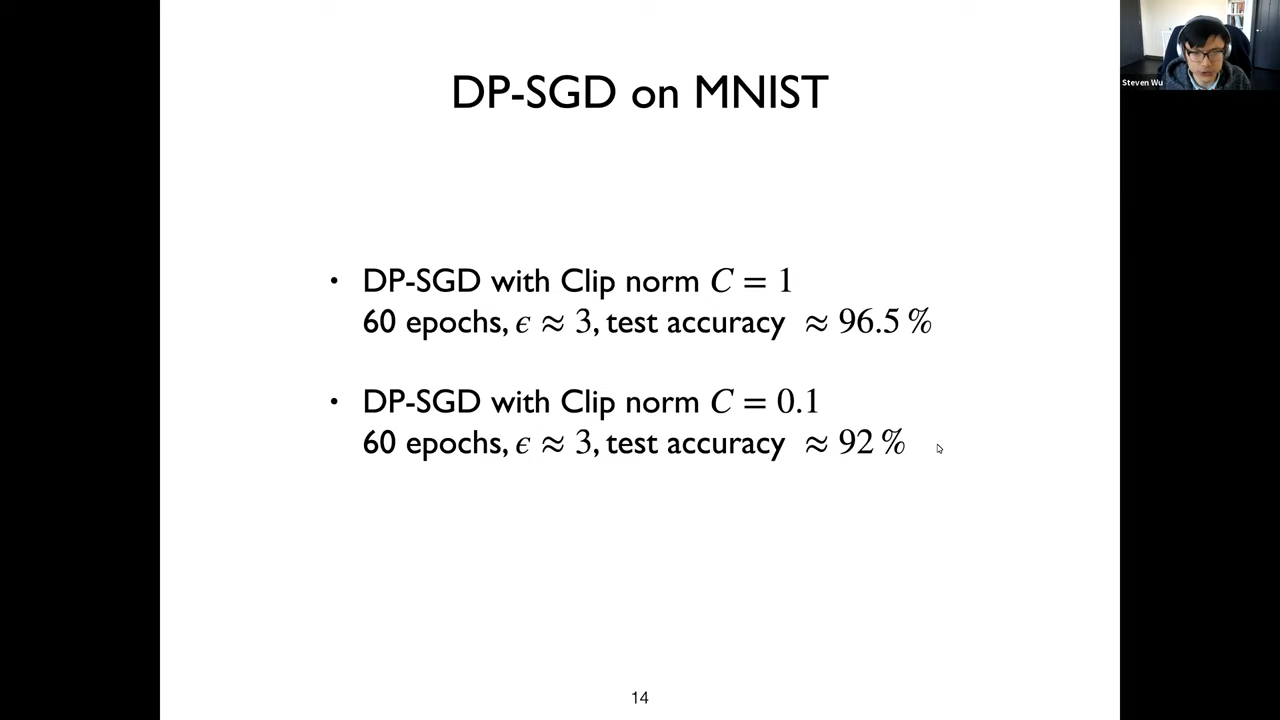 DP-SGD on MNIST
Steven Wu
• DP-SGD with Clip norm C = 1
60 epochs, ϵ ≈ 3, test accuracy ≈ 96.5 %
• DP-SGD with Clip norm C = 0.1
60 epochs, ϵ ≈ 3, test accuracy ≈ 92 %
14